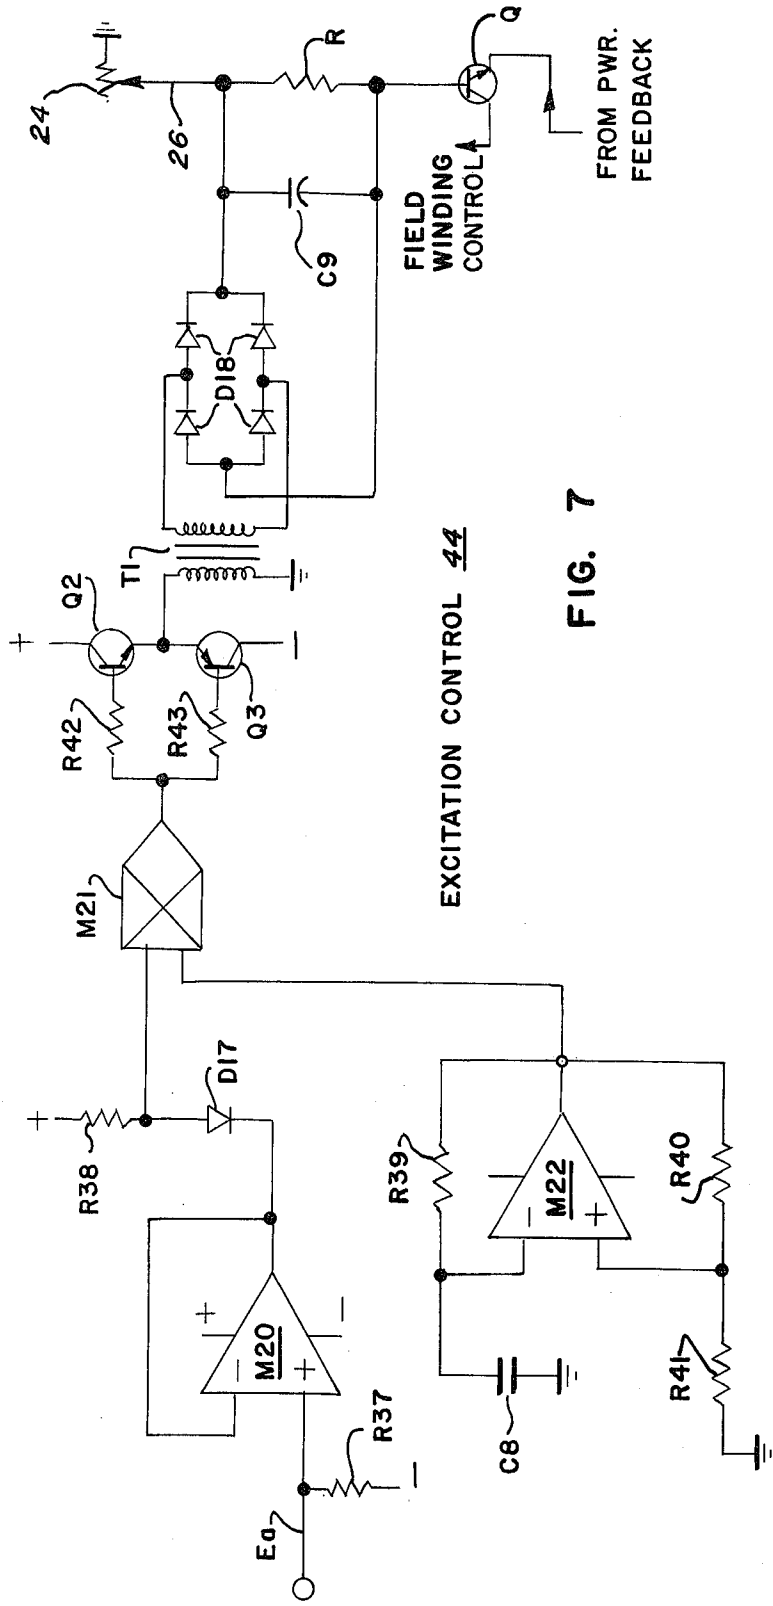 24
26
R
Q
FROM PWR.
FEEDBACK
FIELD
WINDING
CONTROL
C9
D18
T1
+
Q2
Q3
−
R42
R43
M21
EXCITATION CONTROL 44
FIG. 7
+
R38
D17
R39
M22
−
+
R40
R41
C8
+
−
M20
−
+
R37
−
Ea